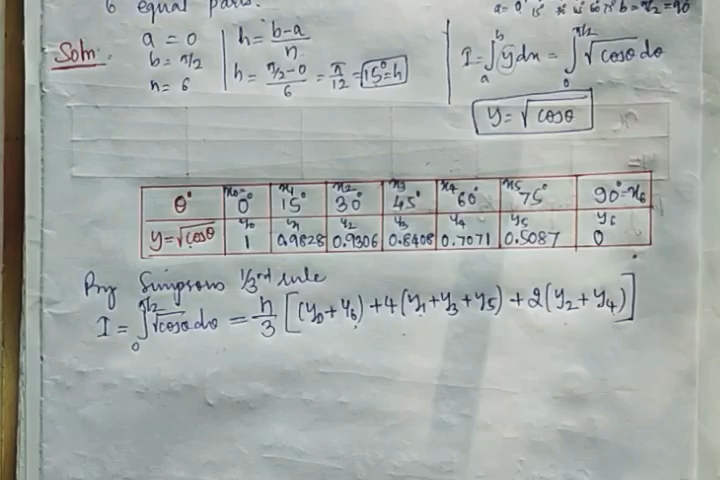 6 equal parts.
a = 0 15 30 45 60 75 b = π/2 = 90
Soln:
a = 0
b = π/2
n = 6
h = b-a/n
h = π/2-0/6 = π/12 = 15° = h
I = ∫ₐᵇ y dx = ∫₀^π/2 √cosθ dθ
y = √cosθ
θ° x₀= 0° x₁ 15° x₂ 30° x₃ 45° x₄ 60° x₅ 75° 90°=x₆
y=√cosθ y₀ 1 y₁ 0.9828 y₂ 0.9306 y₃ 0.8408 y₄ 0.7071 y₅ 0.5087 y₆ 0
By Simpsons 1/3rd rule
I = ∫₀^π/2 √cosθ dθ = h/3 [(y₀+y₆)+4(y₁+y₃+y₅)+2(y₂+y₄)]